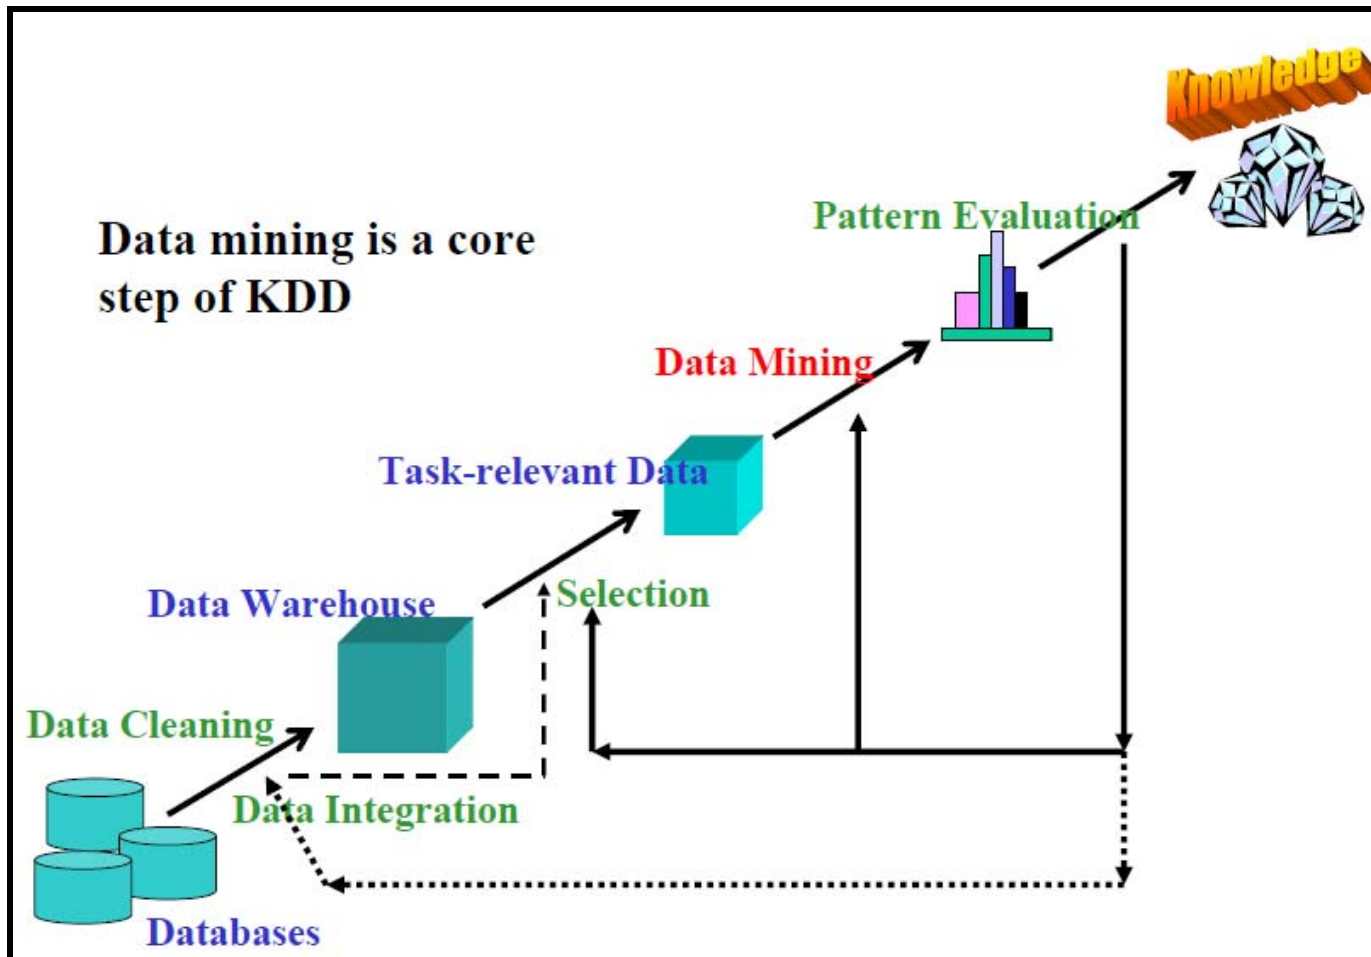 Knowledge
Pattern Evaluation
Data mining is a core
step of KDD
Data Mining
Task-relevant Data
Selection
Data Warehouse
Data Cleaning
Data Integration
Databases